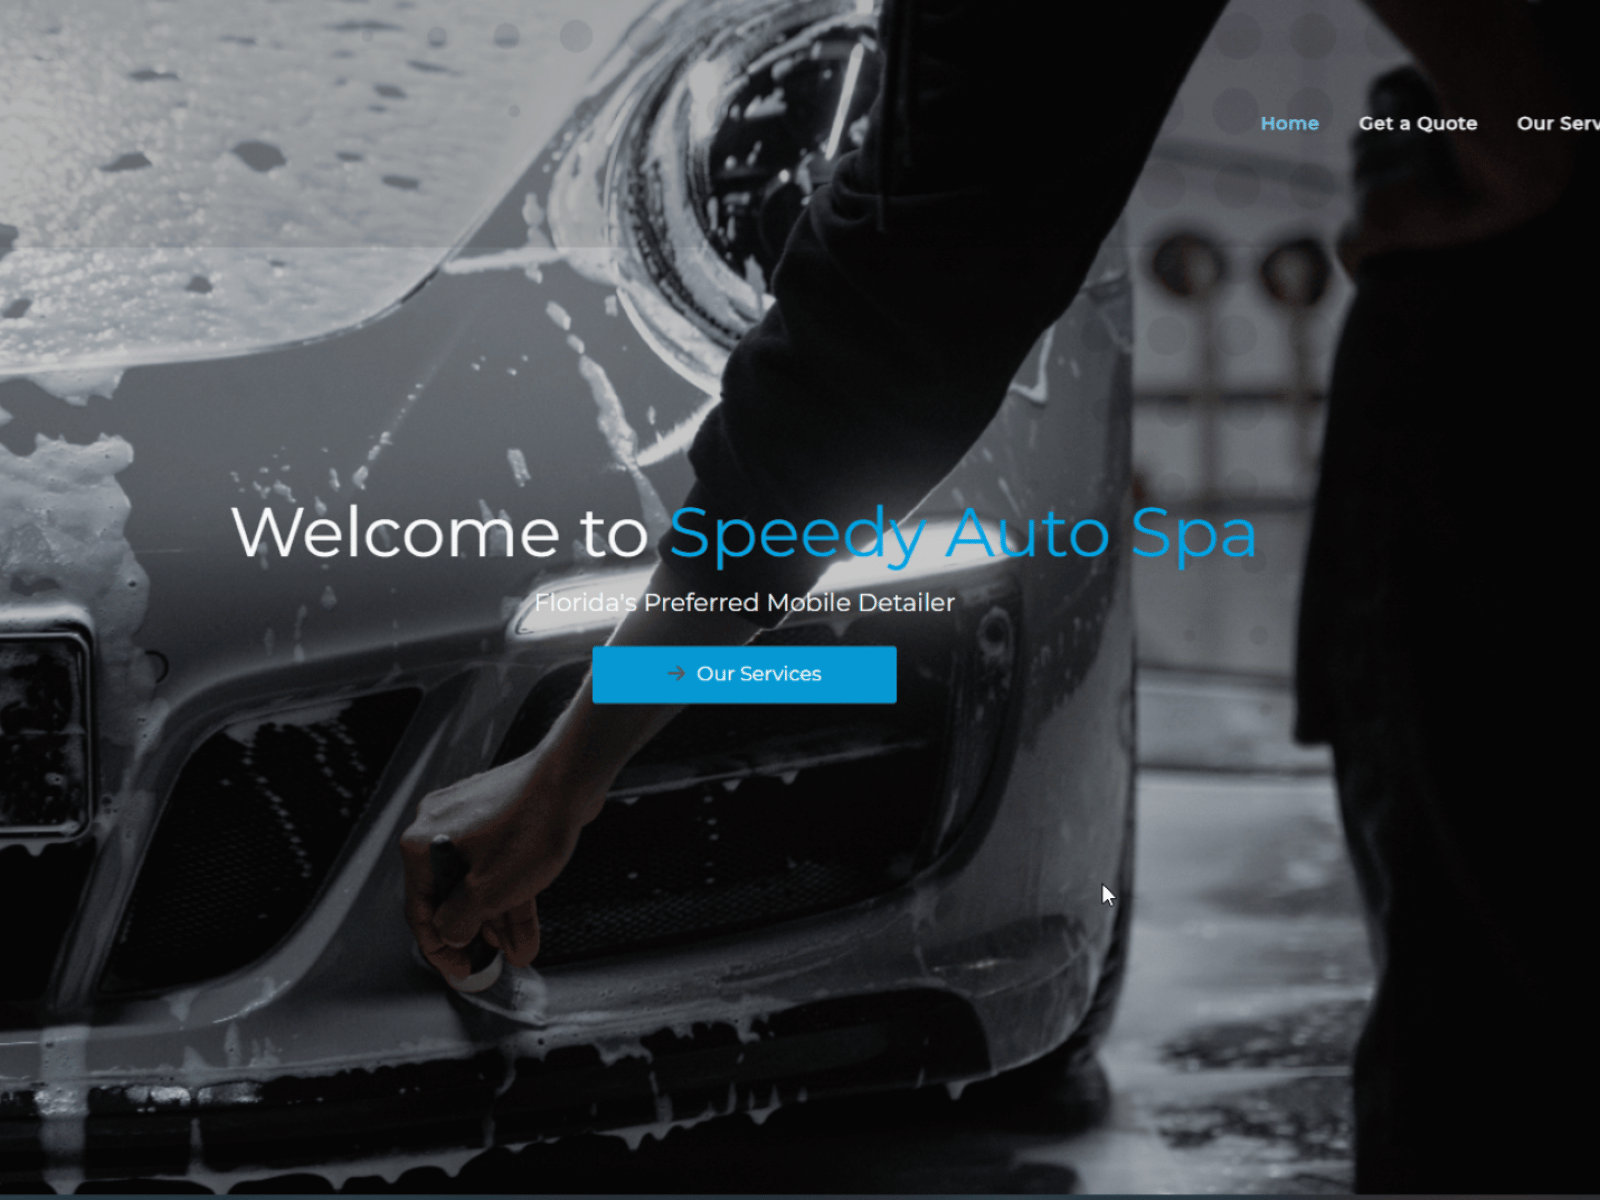 Home Get a Quote Our Serv
Welcome to Speedy Auto Spa
Florida's Preferred Mobile Detailer
Our Services